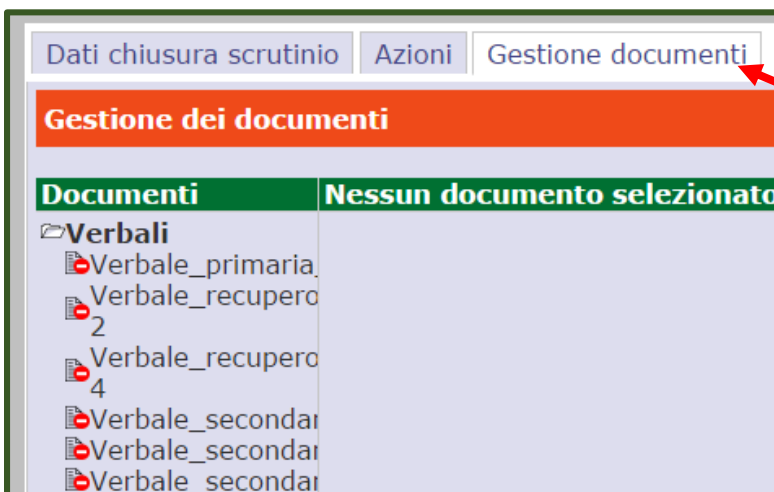 Dati chiusura scrutinio Azioni Gestione documenti
Gestione dei documenti
Documenti Nessun documento selezionato
Verbali
Verbale_primaria_
Verbale_recupero
2
Verbale_recupero
4
Verbale_secondar
Verbale_secondar
Verbale_secondar